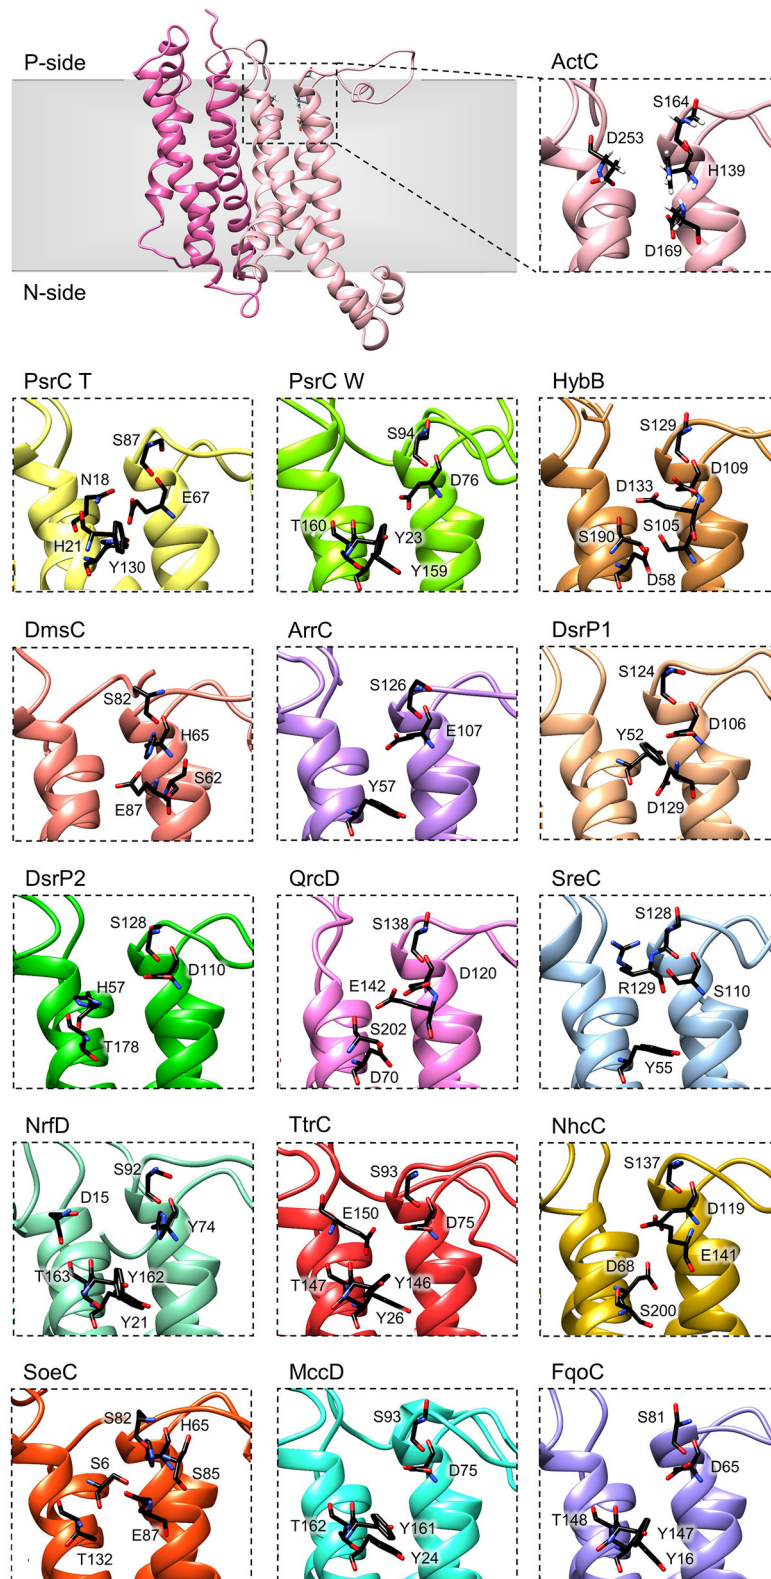 P-side
ActC
S164
D253
H139
D169
N-side
PsrC T
PsrC W
HybB
S87
N18
E67
H21
Y130
S94
D76
T160
Y23
Y159
S129
D109
D133
S190
S105
D58
DmsC
ArrC
DsrP1
S82
H65
S62
E87
S126
E107
Y57
S124
Y52
D106
D129
DsrP2
QrcD
SreC
S128
D110
H57
T178
S138
D120
E142
S202
D70
S128
R129
S110
Y55
NrfD
TtrC
NhcC
S92
D15
Y74
T163
Y162
Y21
S93
E150
D75
T147
Y146
Y26
S137
D119
D68
E141
S200
SoeC
MccD
FqoC
S82
H65
S6
S85
E87
T132
S93
D75
T162
Y161
Y24
S81
D65
T148
Y147
Y16